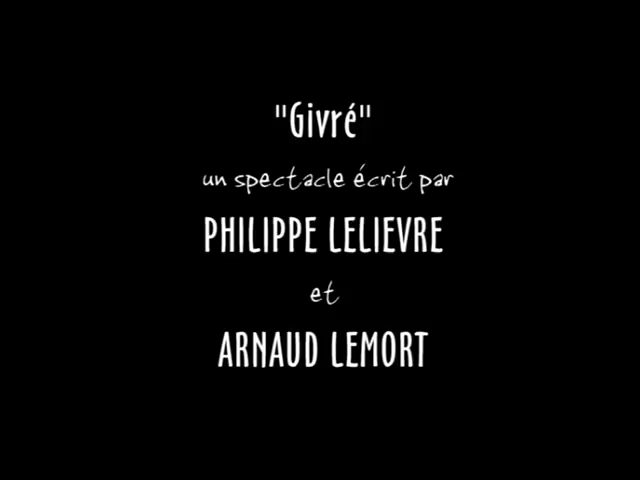 "Givré"
un spectacle écrit par
PHILIPPE LELIEVRE
et
ARNAUD LEMORT